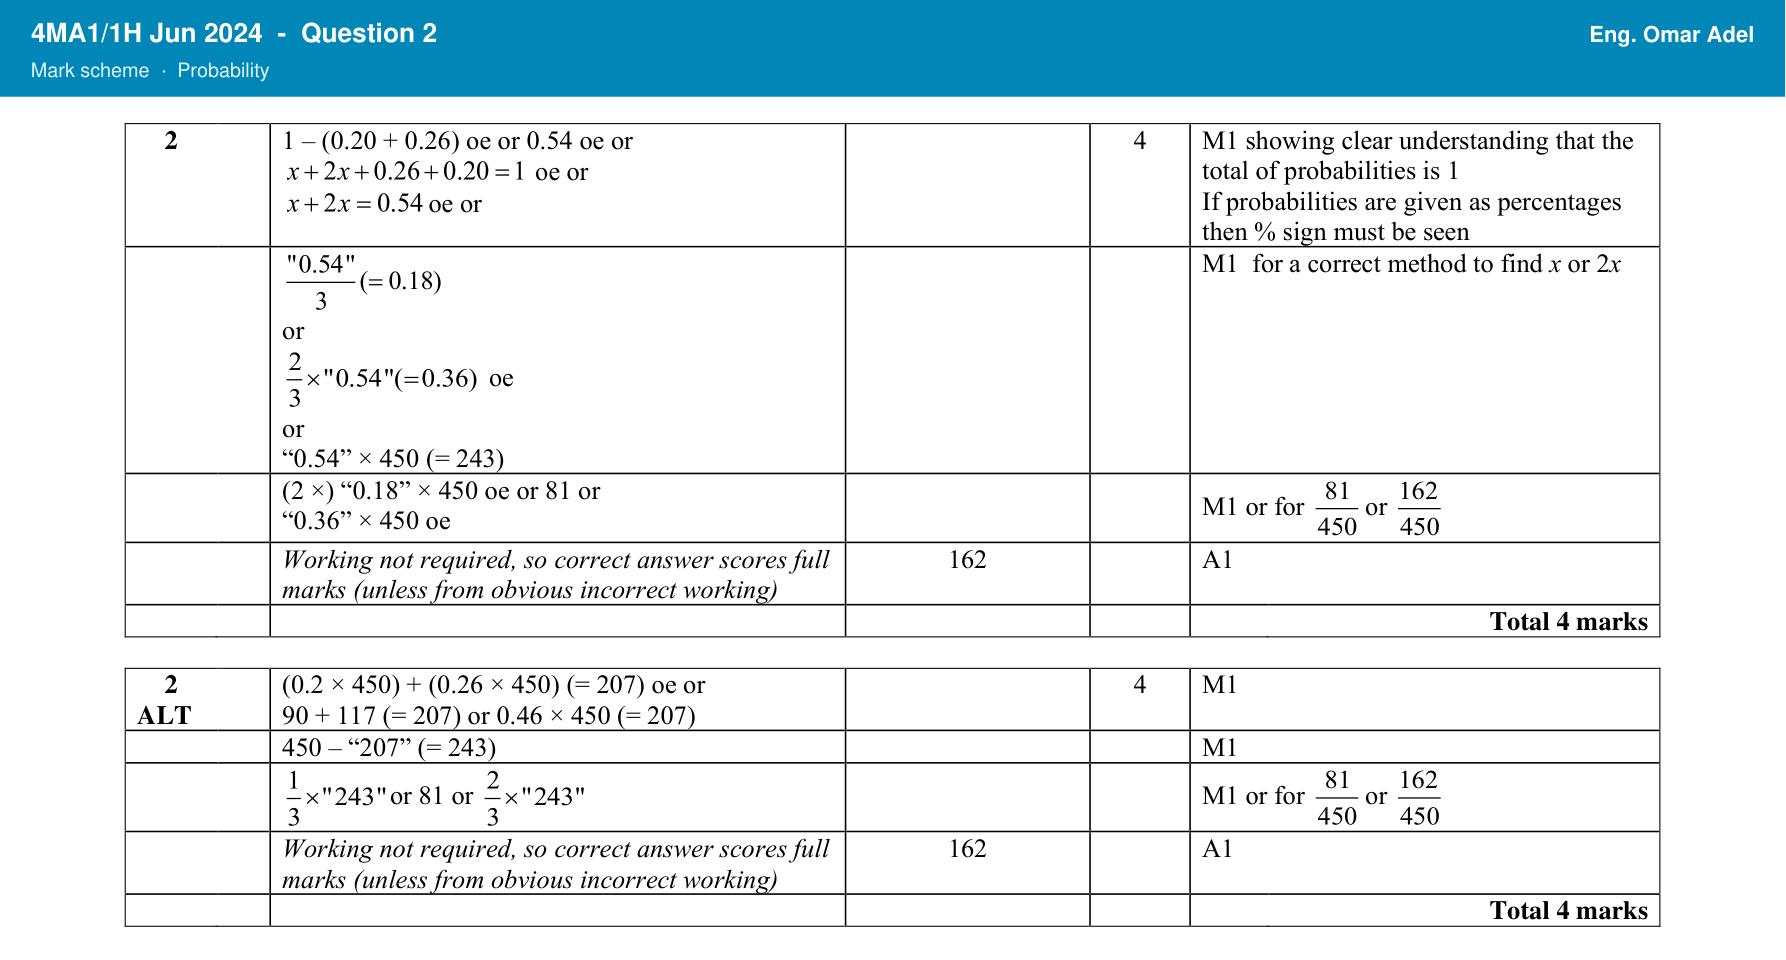 4MA1/1H Jun 2024 - Question 2
Eng. Omar Adel
Mark scheme · Probability
2
1 – (0.20 + 0.26) oe or 0.54 oe or
x + 2x + 0.26 + 0.20 = 1 oe or
x + 2x = 0.54 oe or
4
M1 showing clear understanding that the
total of probabilities is 1
If probabilities are given as percentages
then % sign must be seen
"0.54"/3 (= 0.18)
or
2/3 × "0.54" (= 0.36) oe
or
“0.54” × 450 (= 243)
M1 for a correct method to find x or 2x
(2 ×) “0.18” × 450 oe or 81 or
“0.36” × 450 oe
M1 or for 81/450 or 162/450
Working not required, so correct answer scores full
marks (unless from obvious incorrect working)
162
A1
Total 4 marks
2
ALT
(0.2 × 450) + (0.26 × 450) (= 207) oe or
90 + 117 (= 207) or 0.46 × 450 (= 207)
4
M1
450 – “207” (= 243)
M1
1/3 × "243" or 81 or 2/3 × "243"
M1 or for 81/450 or 162/450
Working not required, so correct answer scores full
marks (unless from obvious incorrect working)
162
A1
Total 4 marks